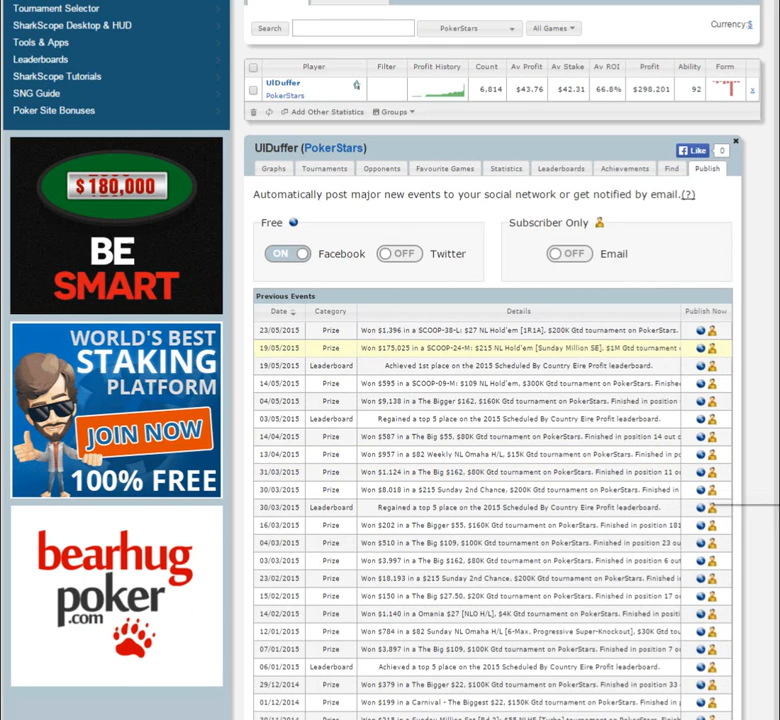 Tournament Selector
SharkScope Desktop & HUD
Tools & Apps
Leaderboards
SharkScope Tutorials
SNG Guide
Poker Site Bonuses
$180,000
BE
SMART
WORLD'S BEST
STAKING
PLATFORM
JOIN NOW
100% FREE
bearhug
poker
.com
Search PokerStars All Games Currency:$
Player Filter Profit History Count Av Profit Av Stake Av ROI Profit Ability Form
UlDuffer
PokerStars
6,814 $43.76 $42.31 66.8% $298,201 92 x
Add Other Statistics Groups
UlDuffer (PokerStars) Like 0
Graphs Tournaments Opponents Favourite Games Statistics Leaderboards Achievements Find Publish
Automatically post major new events to your social network or get notified by email.(?)
Free Subscriber Only
ON Facebook OFF Twitter OFF Email
Previous Events
Date Category Details Publish Now
23/05/2015 Prize Won $1,396 in a SCOOP-38-L: $27 NL Hold'em [1R1A], $200K Gtd tournament on PokerStars.
19/05/2015 Prize Won $175,025 in a SCOOP-24-M: $215 NL Hold'em [Sunday Million SE], $1M Gtd tournament
19/05/2015 Leaderboard Achieved 1st place on the 2015 Scheduled By Country Eire Profit leaderboard.
14/05/2015 Prize Won $595 in a SCOOP-09-M: $109 NL Hold'em, $300K Gtd tournament on PokerStars. Finishe
04/05/2015 Prize Won $9,138 in a The Bigger $162, $160K Gtd tournament on PokerStars. Finished in position
03/05/2015 Leaderboard Regained a top 5 place on the 2015 Scheduled By Country Eire Profit leaderboard.
14/04/2015 Prize Won $587 in a The Big $55, $80K Gtd tournament on PokerStars. Finished in position 14 out o
13/04/2015 Prize Won $957 in a $82 Weekly NL Omaha H/L, $15K Gtd tournament on PokerStars. Finished in
31/03/2015 Prize Won $1,124 in a The Big $162, $80K Gtd tournament on PokerStars. Finished in position 11 o
30/03/2015 Prize Won $8,018 in a $215 Sunday 2nd Chance, $200K Gtd tournament on PokerStars. Finished in
30/03/2015 Leaderboard Regained a top 5 place on the 2015 Scheduled By Country Eire Profit leaderboard.
16/03/2015 Prize Won $202 in a The Bigger $55, $160K Gtd tournament on PokerStars. Finished in position 181
04/03/2015 Prize Won $510 in a The Big $109, $100K Gtd tournament on PokerStars. Finished in position 23 ou
03/03/2015 Prize Won $3,997 in a The Big $162, $80K Gtd tournament on PokerStars. Finished in position 6 out
23/02/2015 Prize Won $18,193 in a $215 Sunday 2nd Chance, $200K Gtd tournament on PokerStars. Finished in
15/02/2015 Prize Won $150 in a The Big $27.50, $20K Gtd tournament on PokerStars. Finished in position 17 o
14/02/2015 Prize Won $1,140 in a Omania $27 [NLO H/L], $4K Gtd tournament on PokerStars. Finished in positi
12/01/2015 Prize Won $784 in a $82 Sunday NL Omaha H/L [6-Max, Progressive Super-Knockout], $30K Gtd tou
07/01/2015 Prize Won $3,897 in a The Big $109, $100K Gtd tournament on PokerStars. Finished in position 7 o
06/01/2015 Leaderboard Achieved a top 5 place on the 2015 Scheduled By Country Eire Profit leaderboard.
29/12/2014 Prize Won $379 in a The Bigger $22, $100K Gtd tournament on PokerStars. Finished in position 33
01/12/2014 Prize Won $199 in a Carnival - The Biggest $22, $150K Gtd tournament on PokerStars. Finished in p